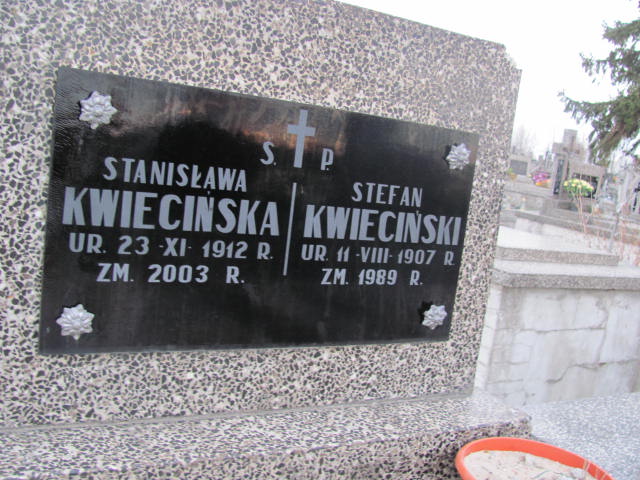 S. P.
STANISŁAWA
KWIECIŃSKA
UR. 23-XI-1912 R.
ZM. 2003 R.
STEFAN
KWIECIŃSKI
UR. 11-VIII-1907 R.
ZM. 1989 R.